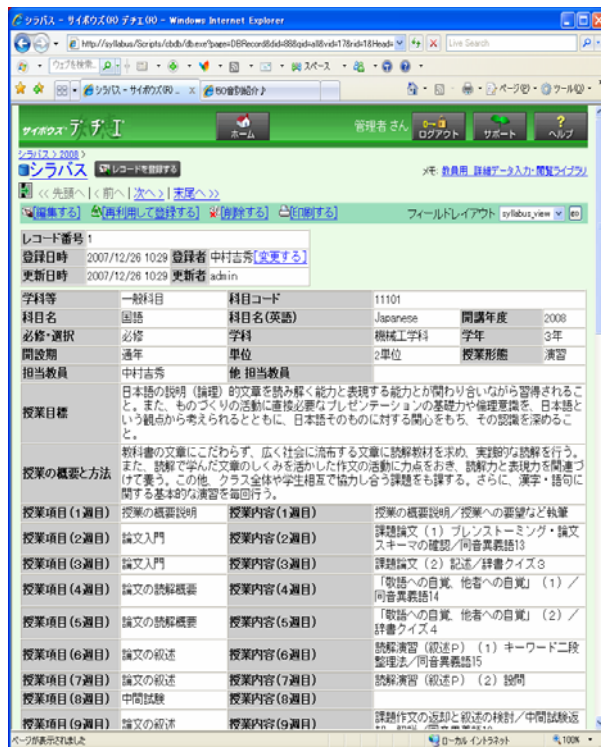 シラバス - サイボウズ(R) デヂエ(R) - Windows Internet Explorer
Live Search
シラバス - サイボウズ(R)...
ページ(P)
ツール(O)
サイボウズ デヂエ
ホーム
管理者 さん
ログアウト
サポート
ヘルプ
シラバス > 2008 >
シラバス
レコードを登録する
メモ: 教員用 詳細データ入力・閲覧ライブラリ
<< 先頭へ | < 前へ | 次へ > | 末尾へ >>
[編集する] [再利用して登録する] [削除する] [印刷する]
フィールドレイアウト syllabus_view
レコード番号 1
登録日時 2007/12/26 10:29 登録者 中村吉秀 [変更する]
更新日時 2007/12/26 10:29 更新者 admin
学科等 一般科目 科目コード 11101
科目名 国語 科目名(英語) Japanese 開講年度 2008
必修・選択 必修 学科 機械工学科 学年 3年
開設期 通年 単位 2単位 授業形態 演習
担当教員 中村吉秀 他 担当教員
授業目標
日本語の説明(論理)的文章を読み解く能力と表現する能力とが関わり合いながら習得されるこ
と。また、ものづくりの活動に直接必要なプレゼンテーションの基礎力や倫理意識を、日本語と
いう観点から考えられるとともに、日本語そのものに対する関心をもち、その認識を深めるこ
と。
授業の概要と方法
教科書の文章にこだわらず、広く社会に流布する文章に読解教材を求め、実践的な読解を行う。
また、読解で学んだ文章のしくみを活かした作文の活動に力点をおき、読解力と表現力を関連づ
けて養う。この他、クラス全体や学生相互で協力し合う課題をも課する。さらに、漢字・語句に
関する基本的な演習を毎回行う。
授業項目(1週目) 授業の概要説明 授業内容(1週目) 授業の概要説明/授業への要望など執筆
授業項目(2週目) 論文入門 授業内容(2週目) 課題論文(1)ブレンストーミング・論文
スキーマの確認/同音異義語13
授業項目(3週目) 論文入門 授業内容(3週目) 課題論文(2)記述/辞書クイズ3
授業項目(4週目) 論文の読解概要 授業内容(4週目) 「敬語への自覚、他者への自覚」(1)/
同音異義語14
授業項目(5週目) 論文の読解概要 授業内容(5週目) 「敬語への自覚、他者への自覚」(2)/
辞書クイズ4
授業項目(6週目) 論文の叙述 授業内容(6週目) 読解演習(叙述P)(1)キーワード二段
整理法/同音異義語15
授業項目(7週目) 論文の叙述 授業内容(7週目) 読解演習(叙述P)(2)設問
授業項目(8週目) 中間試験 授業内容(8週目)
授業項目(9週目) 論文の叙述 授業内容(9週目) 課題作文の返却と叙述の検討/中間試験返
ページが表示されました
ローカル イントラネット
100%